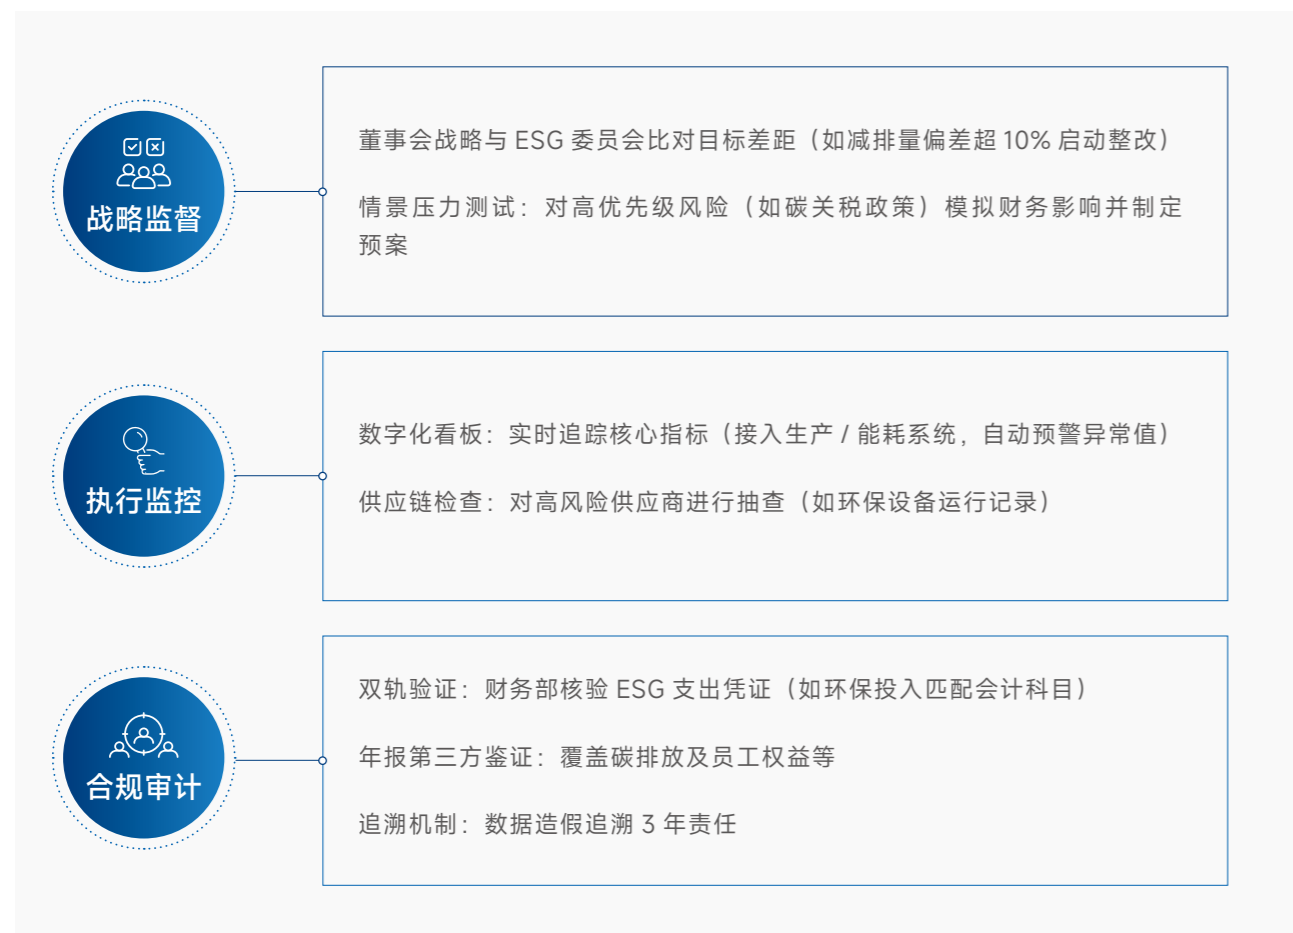 战略监督
董事会战略与 ESG 委员会比对目标差距（如减排量偏差超 10% 启动整改）
情景压力测试：对高优先级风险（如碳关税政策）模拟财务影响并制定
预案
执行监控
数字化看板：实时追踪核心指标（接入生产 / 能耗系统，自动预警异常值）
供应链检查：对高风险供应商进行抽查（如环保设备运行记录）
合规审计
双轨验证：财务部核验 ESG 支出凭证（如环保投入匹配会计科目）
年报第三方鉴证：覆盖碳排放及员工权益等
追溯机制：数据造假追溯 3 年责任